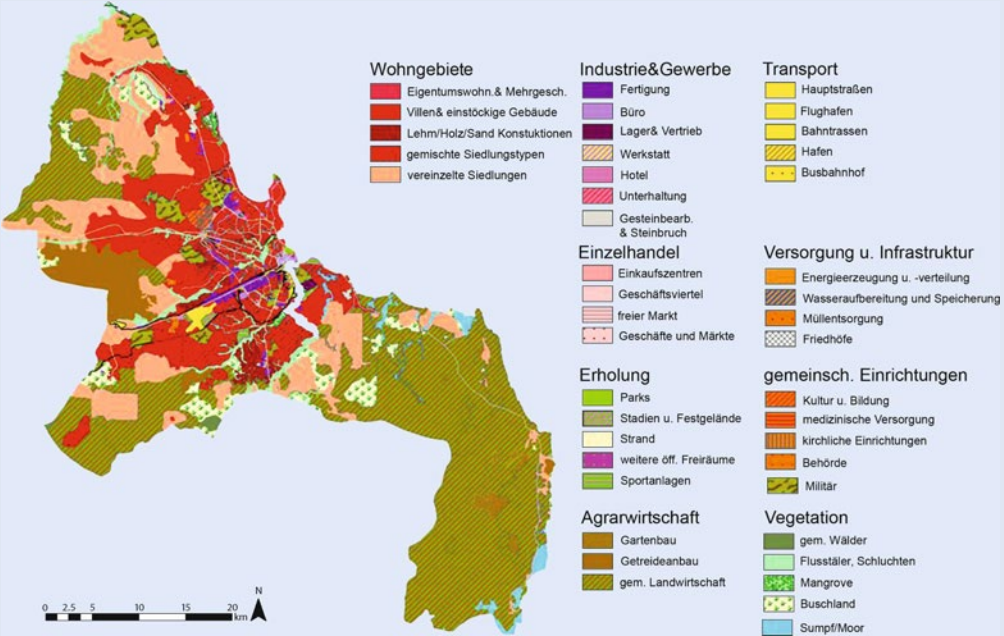 Wohngebiete
Eigentumswohn.& Mehrgesch.
Villen& einstöckige Gebäude
Lehm/Holz/Sand Konstuktionen
gemischte Siedlungstypen
vereinzelte Siedlungen
Industrie&Gewerbe
Fertigung
Büro
Lager& Vertrieb
Werkstatt
Hotel
Unterhaltung
Gesteinbearb.
& Steinbruch
Transport
Hauptstraßen
Flughafen
Bahntrassen
Hafen
Busbahnhof
Einzelhandel
Einkaufszentren
Geschäftsviertel
freier Markt
Geschäfte und Märkte
Versorgung u. Infrastruktur
Energieerzeugung u. -verteilung
Wasseraufbereitung und Speicherung
Müllentsorgung
Friedhöfe
Erholung
Parks
Stadien u. Festgelände
Strand
weitere öff. Freiräume
Sportanlagen
gemeinsch. Einrichtungen
Kultur u. Bildung
medizinische Versorgung
kirchliche Einrichtungen
Behörde
Militär
Agrarwirtschaft
Gartenbau
Getreideanbau
gem. Landwirtschaft
Vegetation
gem. Wälder
Flusstäler, Schluchten
Mangrove
Buschland
Sumpf/Moor
0 2.5 5 10 15 20
km
N